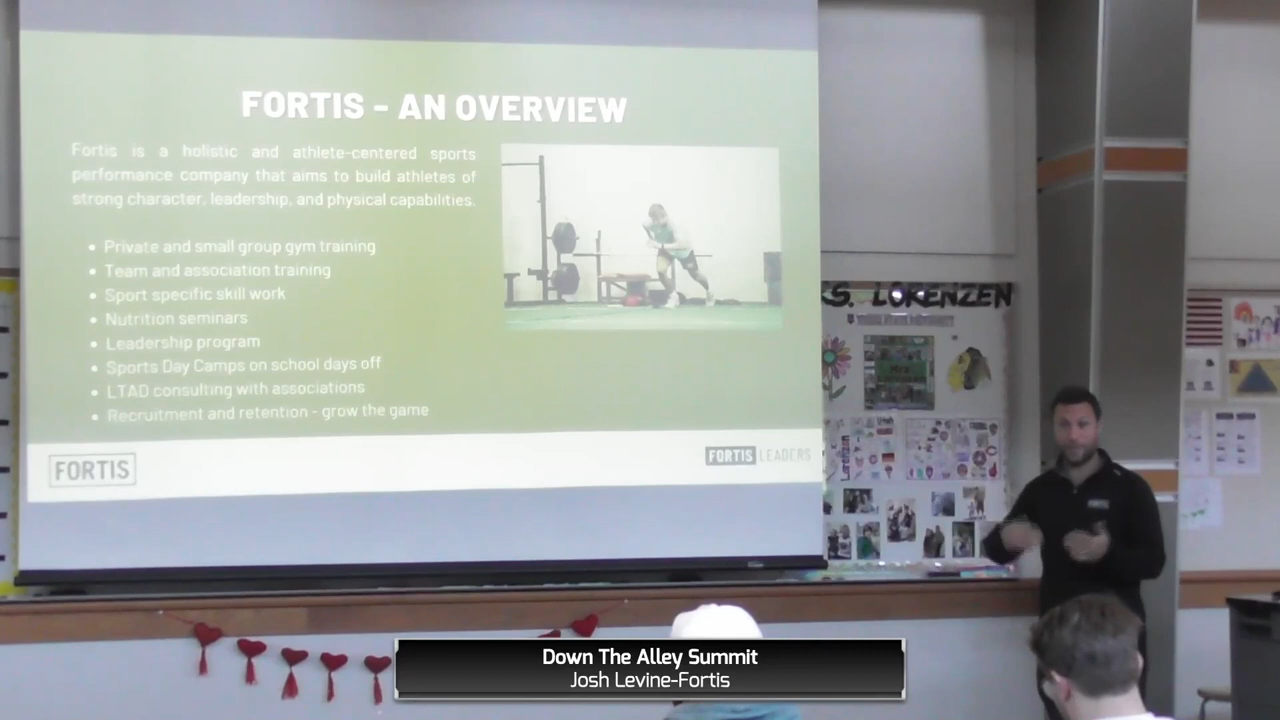 FORTIS - AN OVERVIEW
Fortis is a holistic and athlete-centered sports
performance company that aims to build athletes of
strong character, leadership, and physical capabilities.
• Private and small group gym training
• Team and association training
• Sport specific skill work
• Nutrition seminars
• Leadership program
• Sports Day Camps on school days off
• LTAD consulting with associations
• Recruitment and retention - grow the game
FORTIS
FORTIS LEADERS
S. LORENZEN
FORTIS
Down The Alley Summit
Josh Levine-Fortis